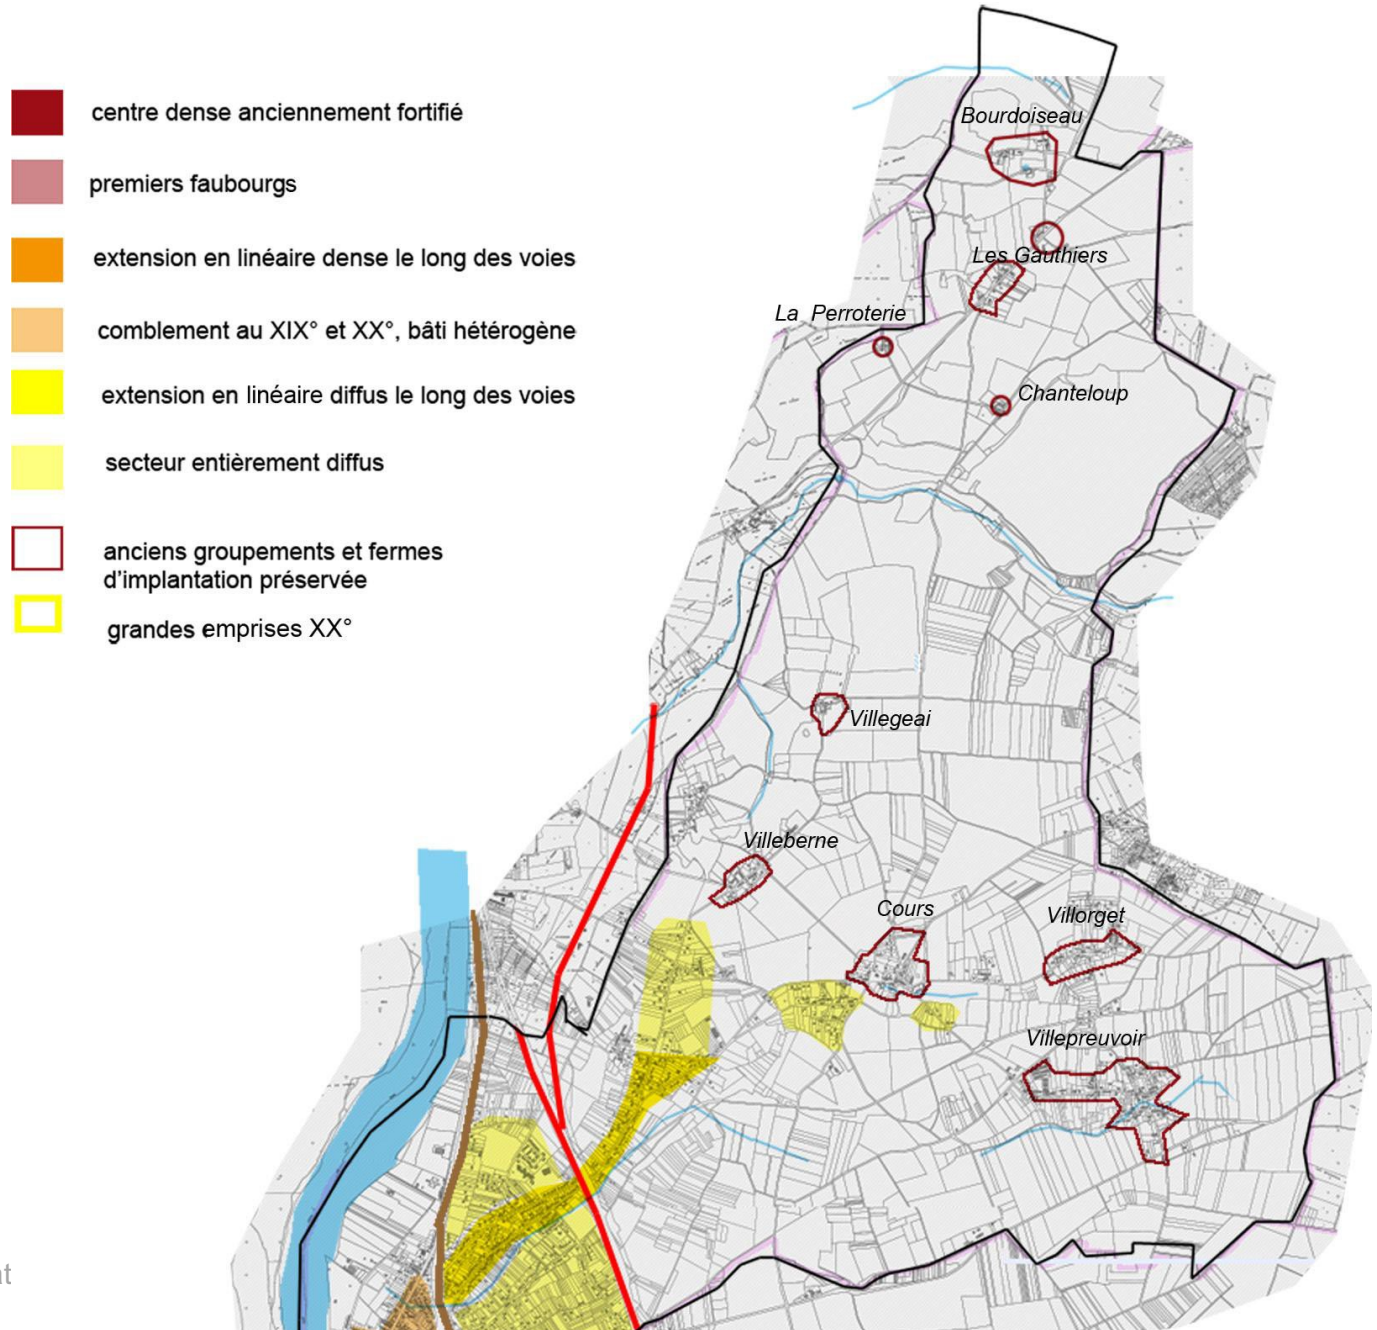 centre dense anciennement fortifié
premiers faubourgs
extension en linéaire dense le long des voies
comblement au XIX° et XX°, bâti hétérogène
extension en linéaire diffus le long des voies
secteur entièrement diffus
anciens groupements et fermes
d'implantation préservée
grandes emprises XX°
Bourdoiseau
Les Gauthiers
La Perroterie
Chanteloup
Villegeai
Villeberne
Cours
Villorget
Villepreuvoir